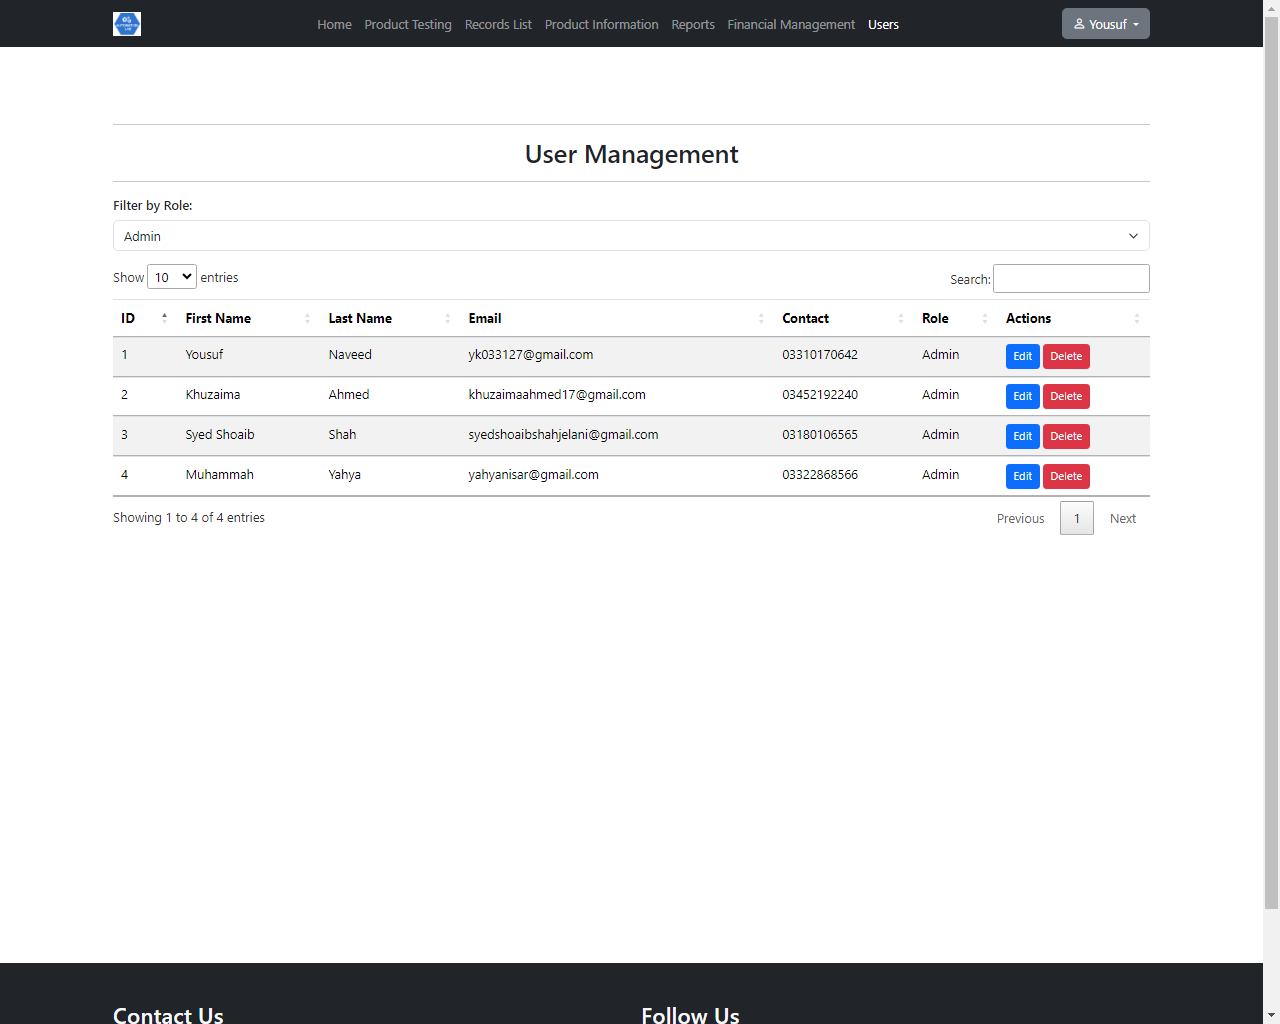 Home Product Testing Records List Product Information Reports Financial Management Users Yousuf
User Management
Filter by Role:
Admin
Show 10 entries Search:
ID First Name Last Name Email Contact Role Actions
1 Yousuf Naveed yk033127@gmail.com 03310170642 Admin Edit Delete
2 Khuzaima Ahmed khuzaimaahmed17@gmail.com 03452192240 Admin Edit Delete
3 Syed Shoaib Shah syedshoaibshahjelani@gmail.com 03180106565 Admin Edit Delete
4 Muhammah Yahya yahyanisar@gmail.com 03322868566 Admin Edit Delete
Showing 1 to 4 of 4 entries Previous 1 Next
Contact Us Follow Us